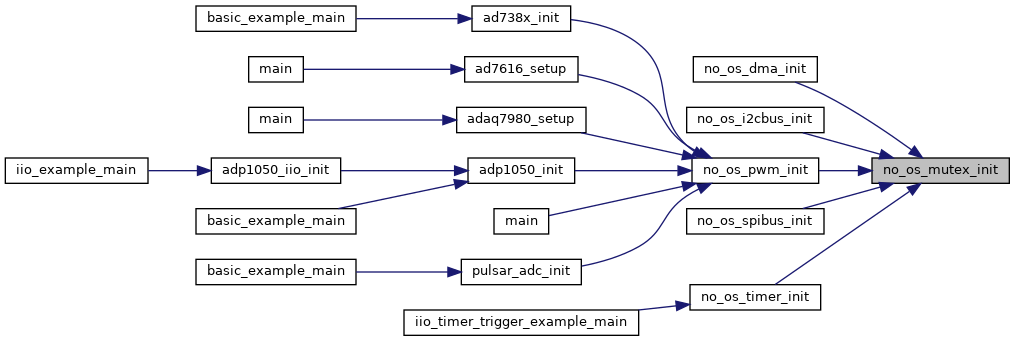 basic_example_main
ad738x_init
main
ad7616_setup
no_os_dma_init
main
adaq7980_setup
no_os_i2cbus_init
iio_example_main
adp1050_iio_init
adp1050_init
no_os_pwm_init
no_os_mutex_init
basic_example_main
main
no_os_spibus_init
basic_example_main
pulsar_adc_init
no_os_timer_init
iio_timer_trigger_example_main